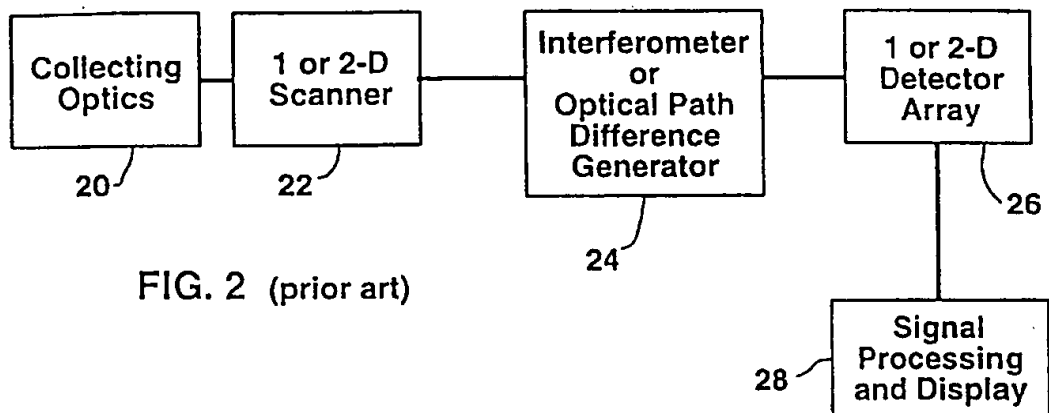 Collecting
Optics
20
1 or 2-D
Scanner
22
Interferometer
or
Optical Path
Difference
Generator
24
1 or 2-D
Detector
Array
26
Signal
Processing
and Display
28
FIG. 2 (prior art)